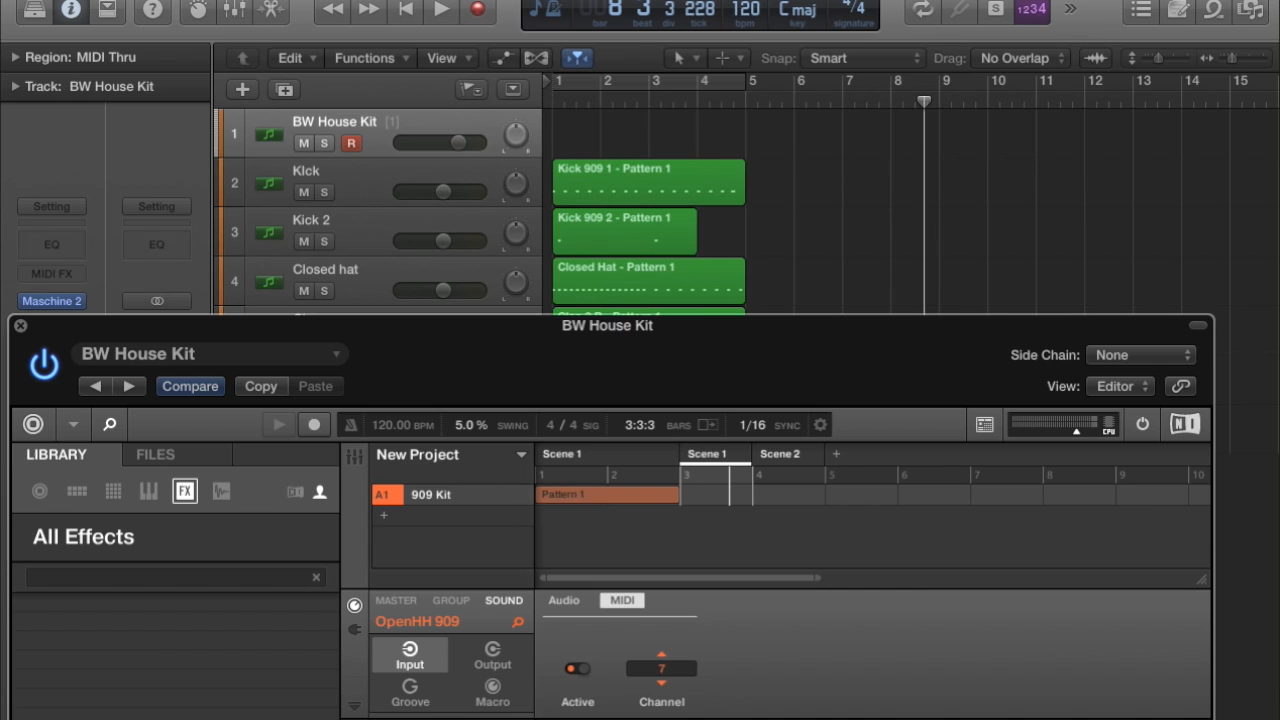 8 3 3 228 120 C maj 4/4
bar beat div ticks bpm key signature
1234
Region: MIDI Thru
Edit Functions View
Snap: Smart
Drag: No Overlap
Track: BW House Kit
1 2 3 4 5 6 7 8 9 10 11 12 13 14 15
1 BW House Kit [1]
M S R
L R
2 KIck
M S
L R
Kick 909 1 - Pattern 1
3 Kick 2
M S
L R
Kick 909 2 - Pattern 1
4 Closed hat
M S
L R
Closed Hat - Pattern 1
Setting Setting
EQ EQ
MIDI FX
Maschine 2
BW House Kit
BW House Kit
Side Chain: None
Compare Copy Paste
View: Editor
120.00 BPM 5.0% SWING 4 / 4 SIG 3:3:3 BARS 1/16 SYNC
CPU
NI
LIBRARY FILES
FX
All Effects
New Project
Scene 1 Scene 1 Scene 2 +
1 2 3 4 5 6 7 8 9 10
A1 909 Kit
Pattern 1
+
MASTER GROUP SOUND
Audio MIDI
OpenHH 909
Input Output
7
Groove Macro
Active Channel